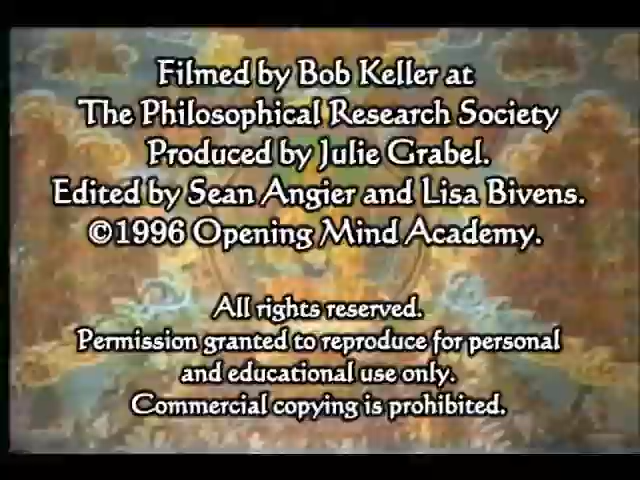 Filmed by Bob Keller at
The Philosophical Research Society
Produced by Julie Grabel.
Edited by Sean Angier and Lisa Bivens.
©1996 Opening Mind Academy.
All rights reserved.
Permission granted to reproduce for personal
and educational use only.
Commercial copying is prohibited.